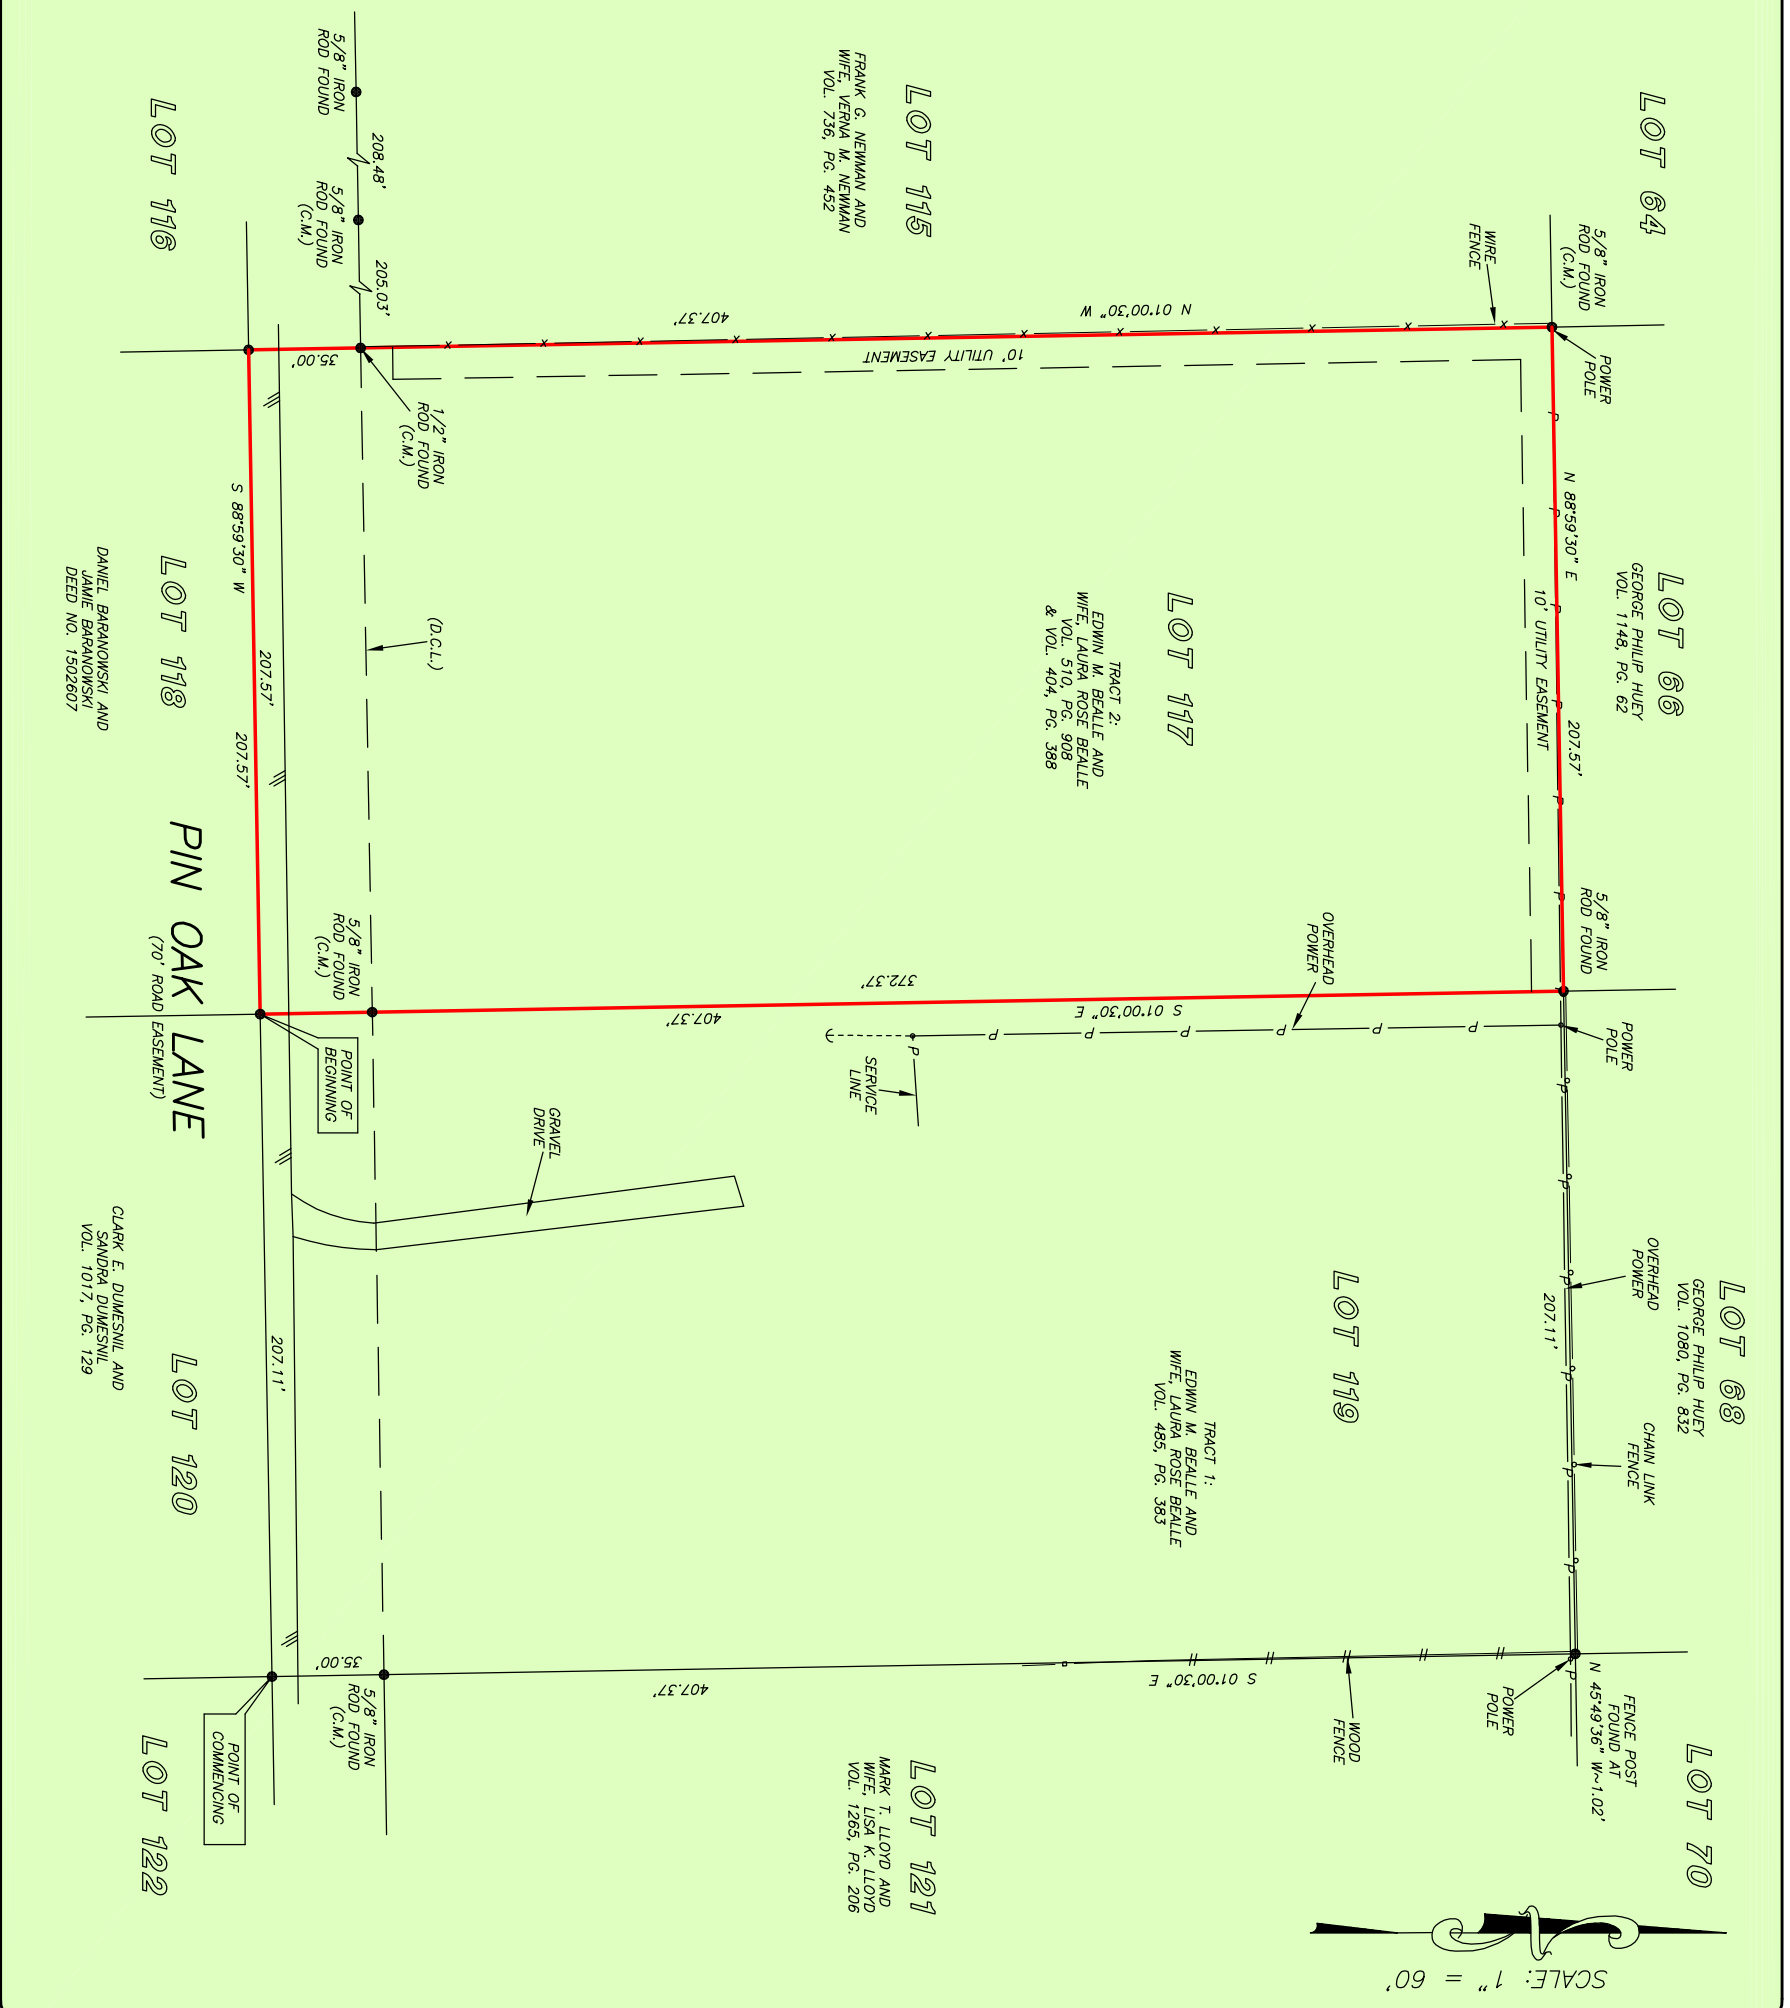 LOT 64
LOT 66
GEORGE PHILIP HUEY
VOL. 1148, PG. 62
LOT 68
GEORGE PHILIP HUEY
VOL. 1080, PG. 832
LOT 70
5/8" IRON
ROD FOUND
(C.M.)
POWER
POLE
WIRE
FENCE
N 88°59'30" E
207.57'
10' UTILITY EASEMENT
5/8" IRON
ROD FOUND
POWER
POLE
OVERHEAD
POWER
207.11'
CHAIN LINK
FENCE
FENCE POST
FOUND AT
N 45°49'36" W~1.02'
POWER
POLE
SCALE: 1" = 60'
LOT 115
FRANK G. NEWMAN AND
WIFE, VERNA M. NEWMAN
VOL. 736, PG. 452
N 01°00'30" W
407.37'
10' UTILITY EASEMENT
LOT 117
TRACT 2:
EDWIN M. BEALLE AND
WIFE, LAURA ROSE BEALLE
VOL. 510, PG. 908
& VOL. 404, PG. 388
OVERHEAD
POWER
S 01°00'30" E
372.37'
407.37'
SERVICE
LINE
LOT 119
TRACT 1:
EDWIN M. BEALLE AND
WIFE, LAURA ROSE BEALLE
VOL. 485, PG. 383
WOOD
FENCE
S 01°00'30" E
407.37'
LOT 121
MARK T. LLOYD AND
WIFE, LISA K. LLOYD
VOL. 1265, PG. 206
GRAVEL
DRIVE
5/8" IRON
ROD FOUND
208.48'
5/8" IRON
ROD FOUND
(C.M.)
205.03'
35.00'
1/2" IRON
ROD FOUND
(C.M.)
(D.C.L.)
5/8" IRON
ROD FOUND
(C.M.)
POINT OF
BEGINNING
35.00'
5/8" IRON
ROD FOUND
(C.M.)
POINT OF
COMMENCING
S 88°59'30" W
207.57'
207.57'
207.11'
PIN OAK LANE
(70' ROAD EASEMENT)
LOT 116
LOT 118
DANIEL BARANOWSKI AND
JAMIE BARANOWSKI
DEED NO. 1502607
LOT 120
CLARK E. DUMESNIL AND
SANDRA DUMESNIL
VOL. 1017, PG. 129
LOT 122